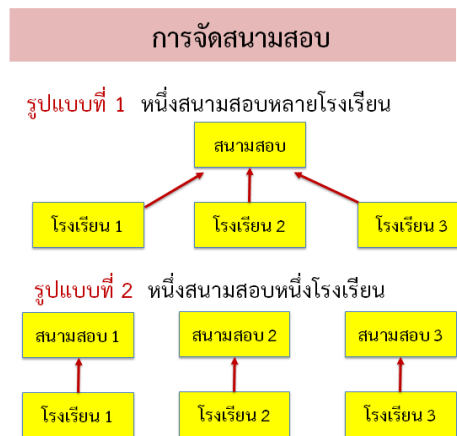 การจัดสนามสอบ
รูปแบบที่ 1 หนึ่งสนามสอบหลายโรงเรียน
สนามสอบ
โรงเรียน 1 โรงเรียน 2 โรงเรียน 3
รูปแบบที่ 2 หนึ่งสนามสอบหนึ่งโรงเรียน
สนามสอบ 1 สนามสอบ 2 สนามสอบ 3
โรงเรียน 1 โรงเรียน 2 โรงเรียน 3